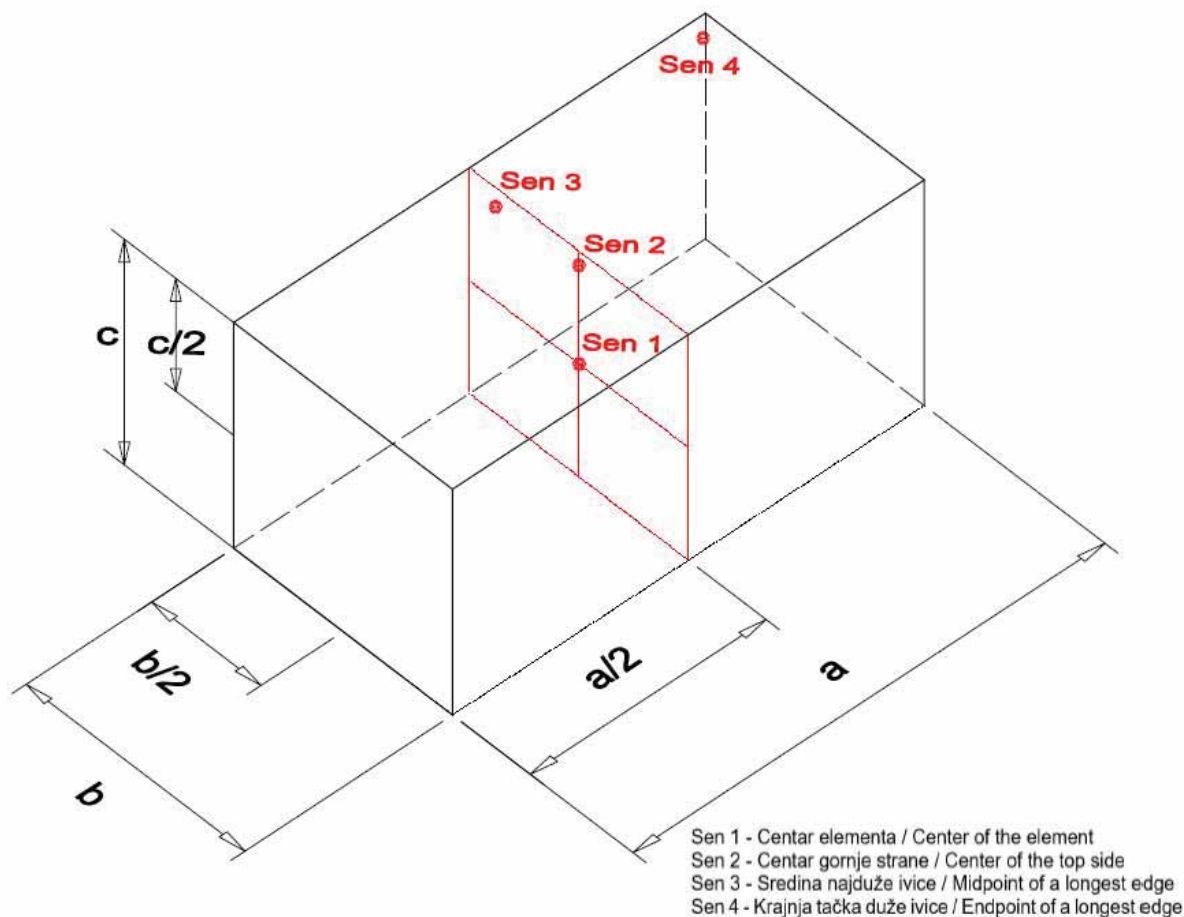 Sen 4
Sen 3
Sen 2
c
c/2
Sen 1
b/2
a/2
a
b
Sen 1 - Centar elementa / Center of the element
Sen 2 - Centar gornje strane / Center of the top side
Sen 3 - Sredina najduže ivice / Midpoint of a longest edge
Sen 4 - Krajnja tačka duže ivice / Endpoint of a longest edge